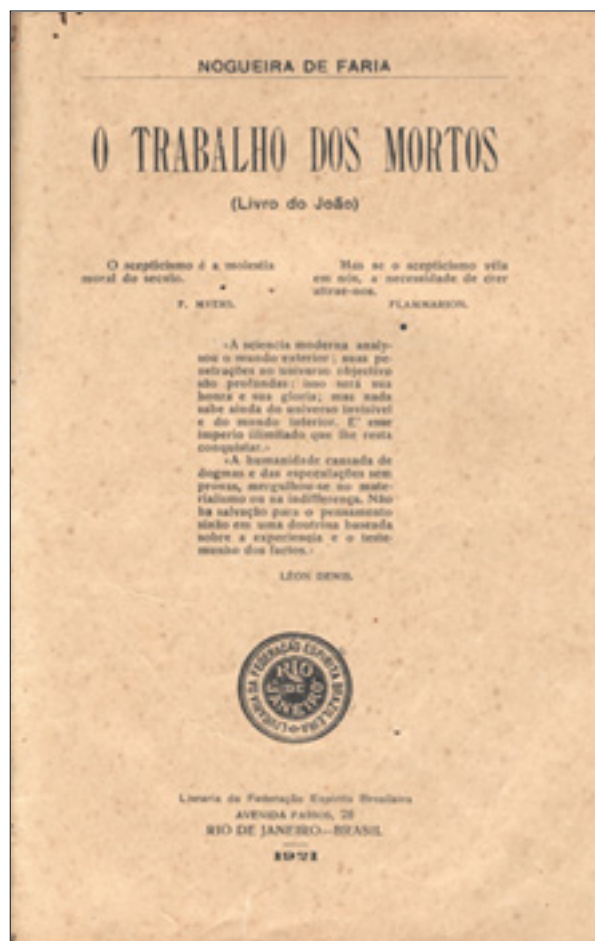 NOGUEIRA DE FARIA
O TRABALHO DOS MORTOS
(Livro do João)
O scepticismo é a molestia
moral do seculo.
F. MYERS.
Mas se o scepticismo véla
em nós, a necessidade de crer
attrae-nos.
FLAMMARION.
«A sciencia moderna analy-
sou o mundo exterior; suas pe-
netrações no universo objectivo
são profundas: isso será sua
honra e sua gloria; mas nada
sabe ainda do universo invisivel
e do mundo interior. E' esse
imperio illimitado que lhe resta
conquistar.»
«A humanidade cansada de
dogmas e das especulações sem
provas, mergulhou-se no mate-
rialismo ou na indifferença. Não
ha salvação para o pensamento
sinão em uma doutrina baseada
sobre a experiencia e o teste-
munho dos factos.»
LÉON DENIS.
LIVRARIA DA FEDERAÇÃO ESPIRITA BRAZILEIRA
RIO
DE
JANEIRO
Livraria da Federação Espirita Brasileira
AVENIDA PASSOS, 28
RIO DE JANEIRO—BRASIL
1921